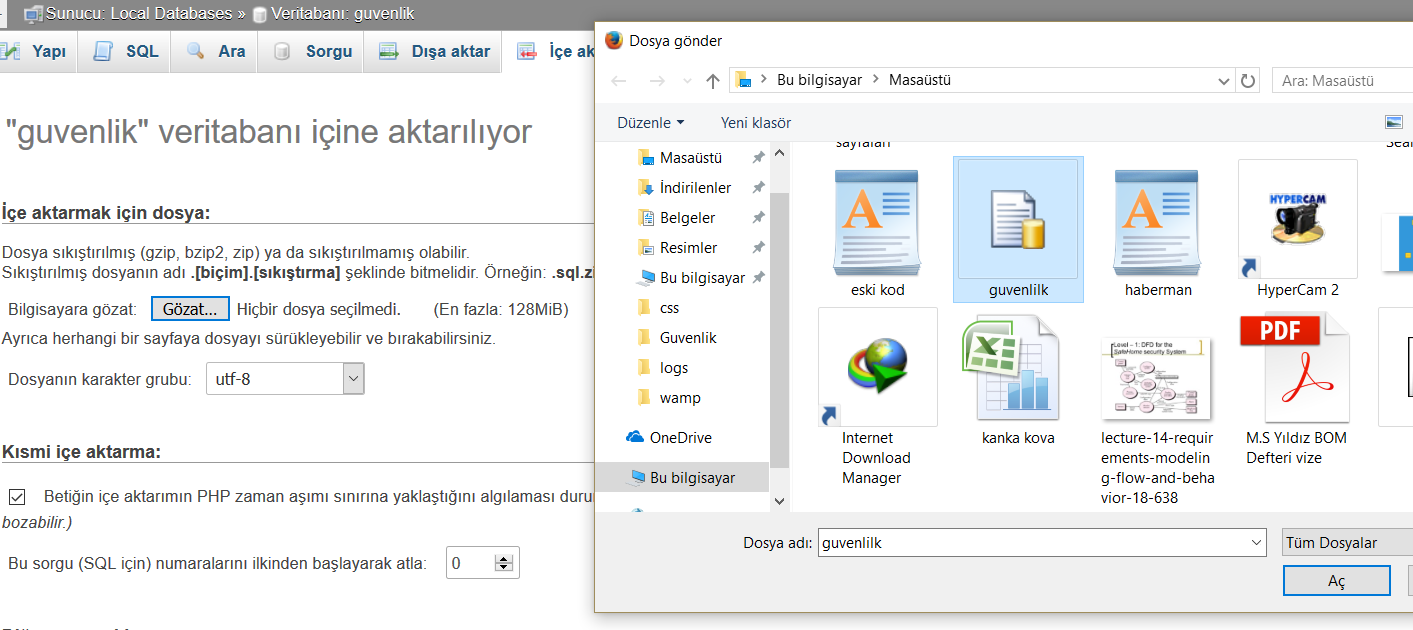 Sunucu: Local Databases » Veritabanı: guvenlik
Yapı SQL Ara Sorgu Dışa aktar İçe ak
"guvenlik" veritabanı içine aktarılıyor
İçe aktarmak için dosya:
Dosya sıkıştırılmış (gzip, bzip2, zip) ya da sıkıştırılmamış olabilir.
Sıkıştırılmış dosyanın adı .[biçim].[sıkıştırma] şeklinde bitmelidir. Örneğin: .sql.zi
Bilgisayara gözat: Gözat... Hiçbir dosya seçilmedi. (En fazla: 128MiB)
Ayrıca herhangi bir sayfaya dosyayı sürükleyebilir ve bırakabilirsiniz.
Dosyanın karakter grubu: utf-8
Kısmi içe aktarma:
Betiğin içe aktarımın PHP zaman aşımı sınırına yaklaştığını algılaması duru
bozabilir.)
Bu sorgu (SQL için) numaralarını ilkinden başlayarak atla: 0
Dosya gönder
Bu bilgisayar > Masaüstü
Ara: Masaüstü
Düzenle Yeni klasör
Masaüstü
İndirilenler
Belgeler
Resimler
Bu bilgisayar
css
Guvenlik
logs
wamp
OneDrive
Bu bilgisayar
sayfaları
eski kod
guvenlilk
haberman
HYPERCAM
HyperCam 2
Internet
Download
Manager
kanka kova
Level – 1: DFD for the
SafeHome security System
lecture-14-requir
ements-modelin
g-flow-and-beha
vior-18-638
PDF
M.S Yıldız BOM
Defteri vize
Dosya adı: guvenlilk
Tüm Dosyalar
Aç